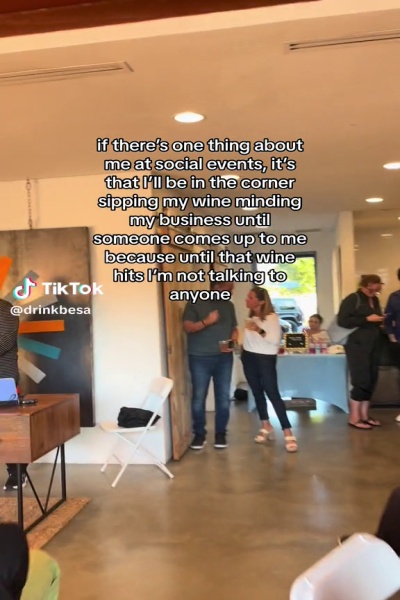 if there's one thing about
me at social events, it's
that I'll be in the corner
sipping my wine minding
my business until
someone comes up to me
because until that wine
hits I'm not talking to
anyone
TikTok
@drinkbesa